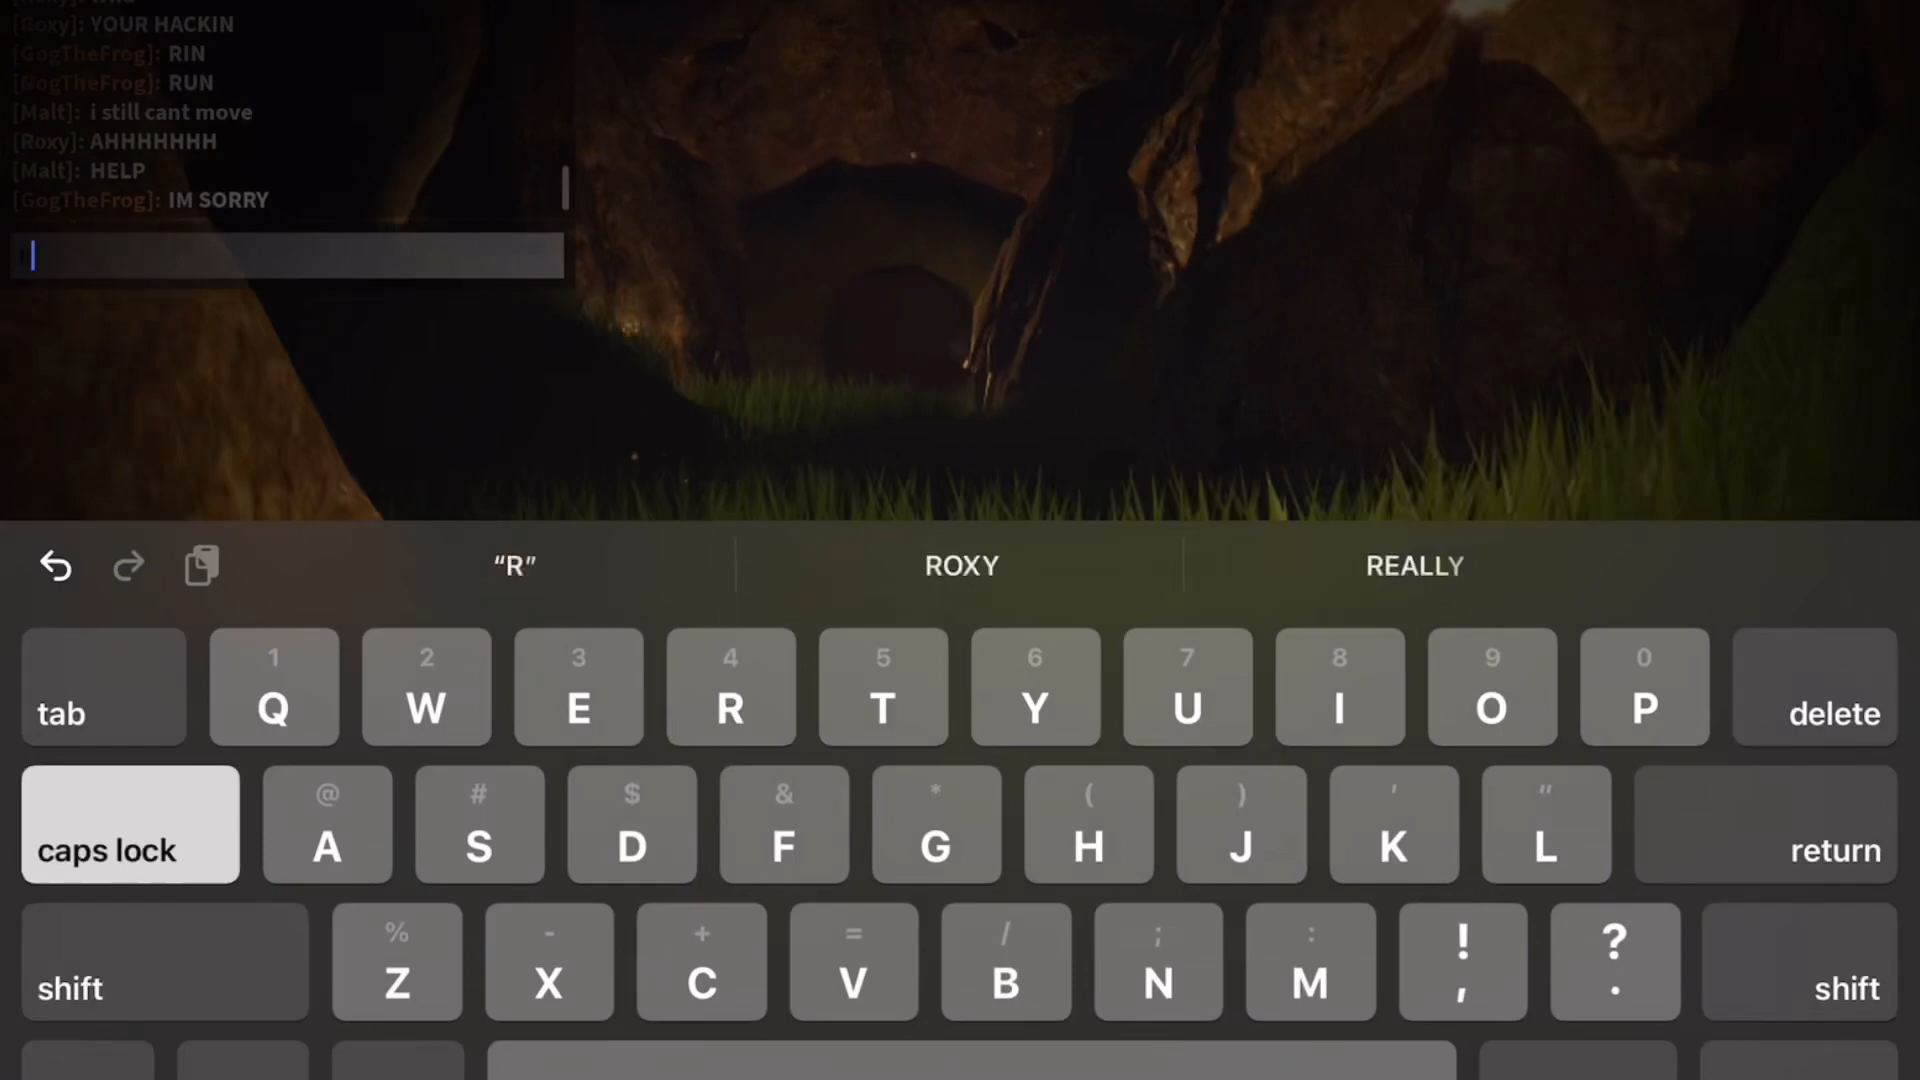 [Roxy]: YOUR HACKIN
[GogTheFrog]: RIN
[GogTheFrog]: RUN
[Malt]: i still cant move
[Roxy]: AHHHHHHH
[Malt]: HELP
[GogTheFrog]: IM SORRY
“R” ROXY REALLY
1 2 3 4 5 6 7 8 9 0
tab Q W E R T Y U I O P delete
@ # $ & * ( ) ' "
caps lock A S D F G H J K L return
% - + = / ; : ! ?
shift Z X C V B N M , . shift